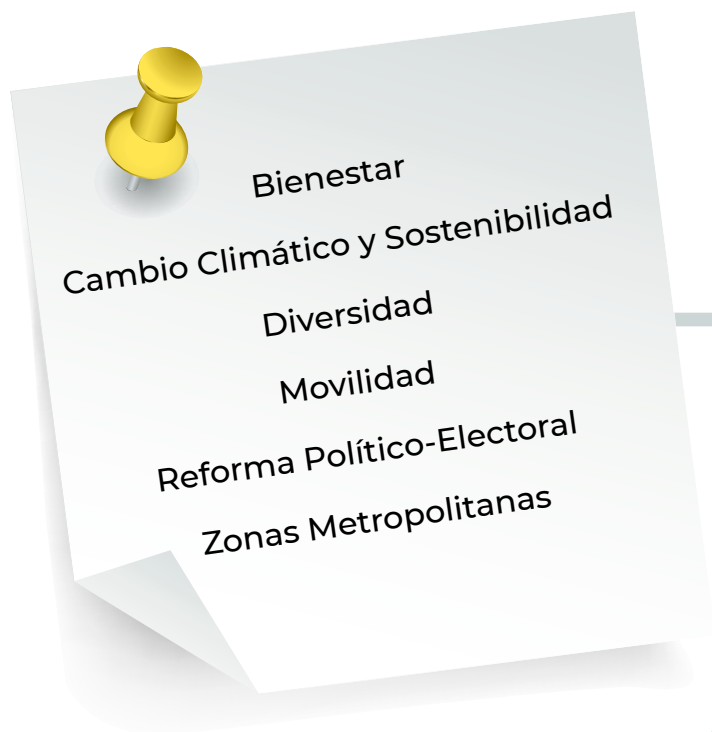 Bienestar
Cambio Climático y Sostenibilidad
Diversidad
Movilidad
Reforma Político-Electoral
Zonas Metropolitanas